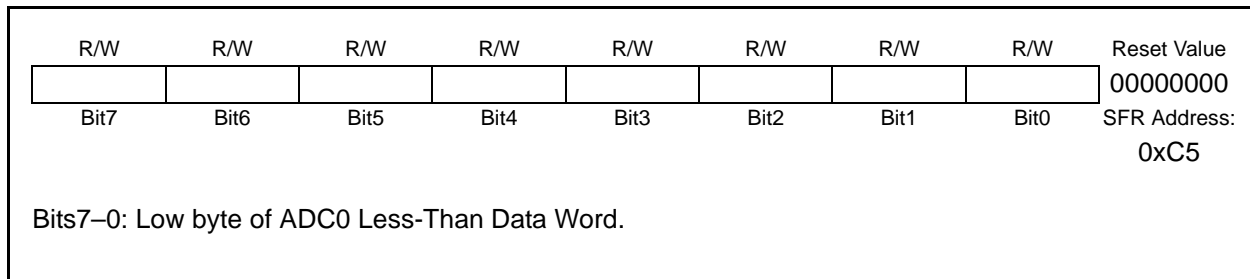 R/W R/W R/W R/W R/W R/W R/W R/W Reset Value
00000000
Bit7 Bit6 Bit5 Bit4 Bit3 Bit2 Bit1 Bit0 SFR Address:
0xC5
Bits7–0: Low byte of ADC0 Less-Than Data Word.